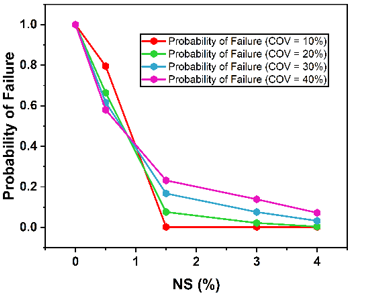 1.0
0.8
0.6
0.4
0.2
0.0
Probability of Failure
Probability of Failure (COV = 10%)
Probability of Failure (COV = 20%)
Probability of Failure (COV = 30%)
Probability of Failure (COV = 40%)
0 1 2 3 4
NS (%)